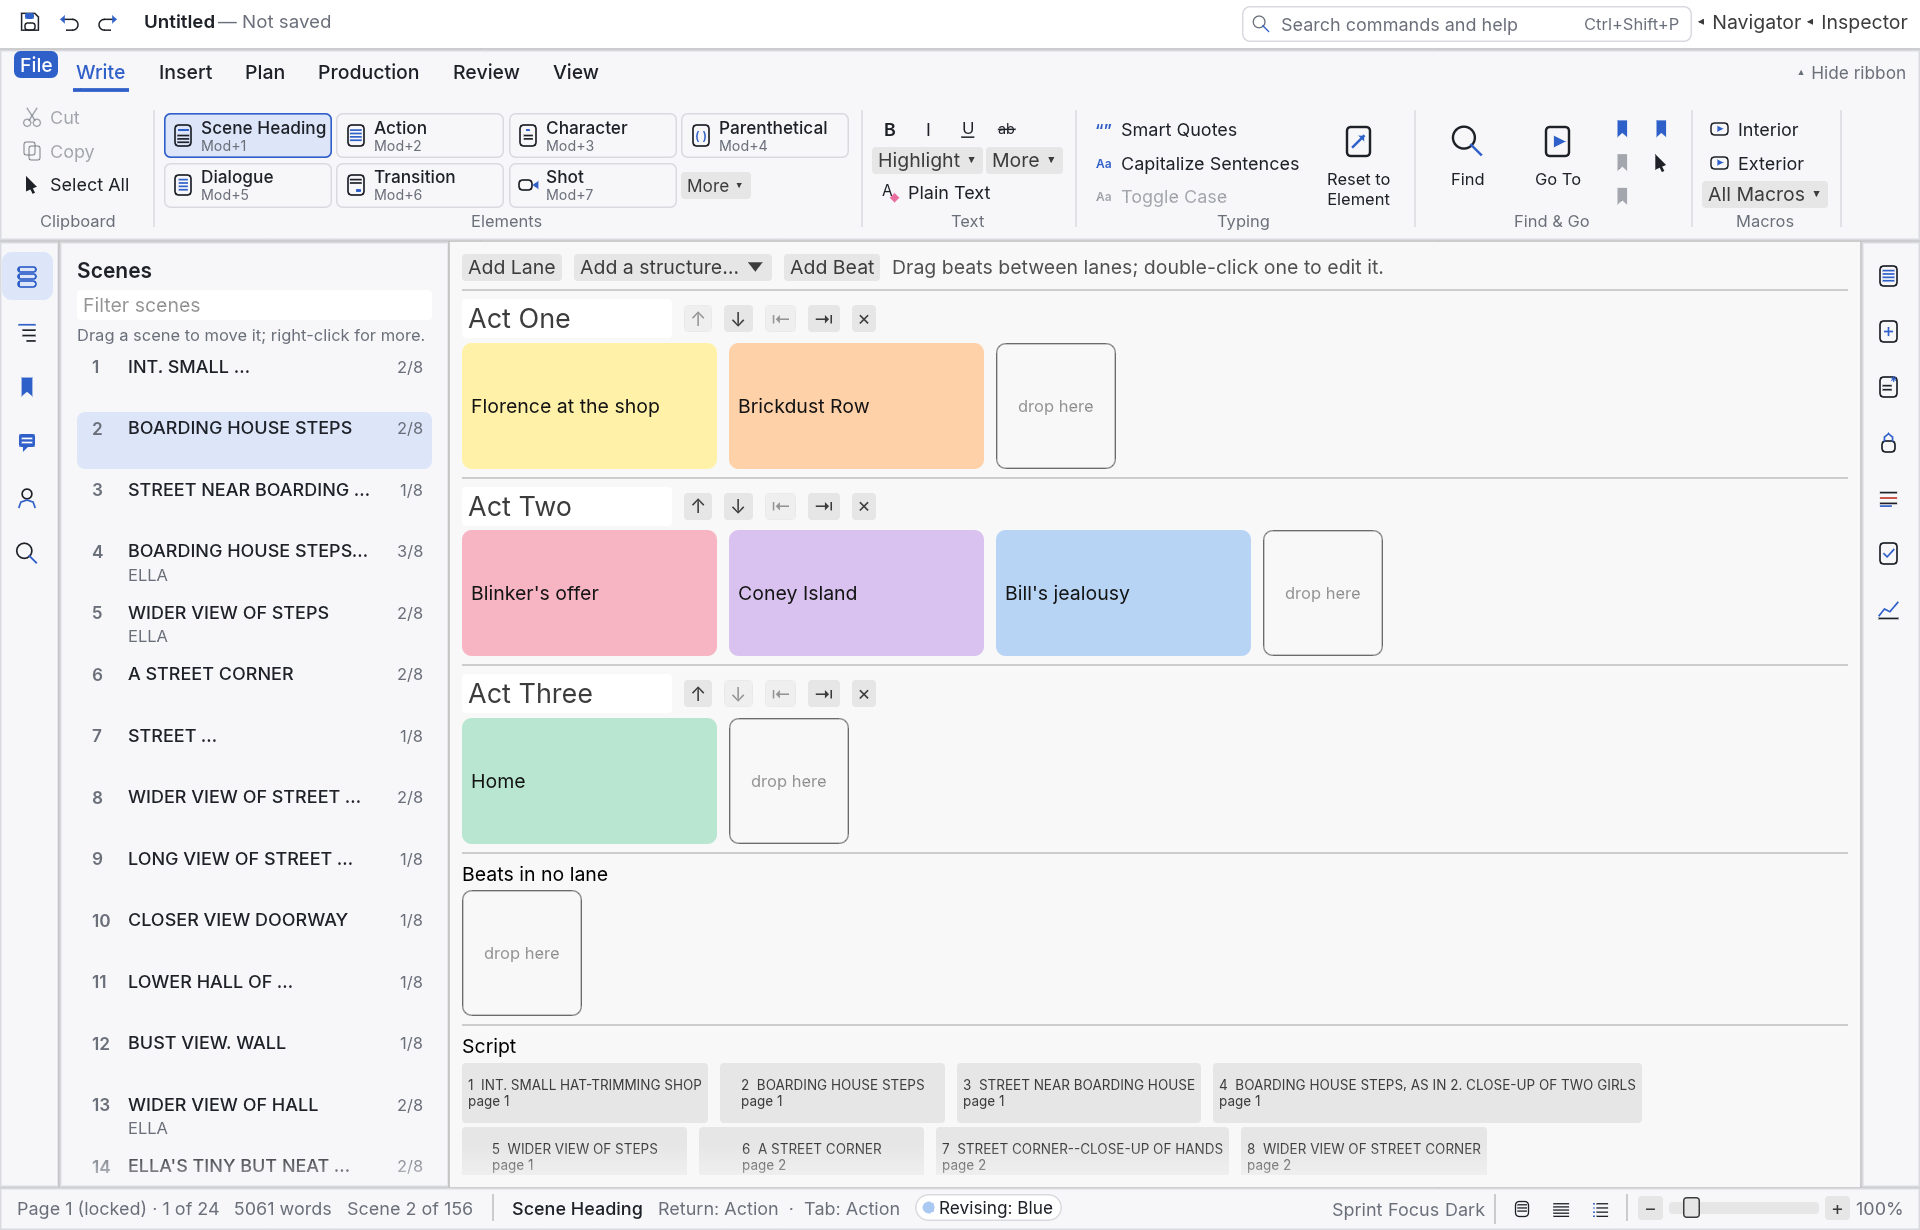 Untitled — Not saved
Search commands and help Ctrl+Shift+P
Navigator Inspector
File Write Insert Plan Production Review View
Hide ribbon
Cut
Copy
Select All
Clipboard
Scene Heading
Mod+1
Action
Mod+2
Character
Mod+3
Parenthetical
Mod+4
Dialogue
Mod+5
Transition
Mod+6
Shot
Mod+7
More
Elements
B I U ab
Highlight More
A Plain Text
Text
“” Smart Quotes
Aa Capitalize Sentences
Aa Toggle Case
Reset to
Element
Typing
Find
Go To
Find & Go
Interior
Exterior
All Macros
Macros
Scenes
Filter scenes
Drag a scene to move it; right-click for more.
1 INT. SMALL ... 2/8
2 BOARDING HOUSE STEPS 2/8
3 STREET NEAR BOARDING ... 1/8
4 BOARDING HOUSE STEPS... 3/8
ELLA
5 WIDER VIEW OF STEPS 2/8
ELLA
6 A STREET CORNER 2/8
7 STREET ... 1/8
8 WIDER VIEW OF STREET ... 2/8
9 LONG VIEW OF STREET ... 1/8
10 CLOSER VIEW DOORWAY 1/8
11 LOWER HALL OF ... 1/8
12 BUST VIEW. WALL 1/8
13 WIDER VIEW OF HALL 2/8
ELLA
14 ELLA'S TINY BUT NEAT ... 2/8
Add Lane Add a structure... Add Beat Drag beats between lanes; double-click one to edit it.
Act One
Florence at the shop
Brickdust Row
drop here
Act Two
Blinker's offer
Coney Island
Bill's jealousy
drop here
Act Three
Home
drop here
Beats in no lane
drop here
Script
1 INT. SMALL HAT-TRIMMING SHOP
page 1
2 BOARDING HOUSE STEPS
page 1
3 STREET NEAR BOARDING HOUSE
page 1
4 BOARDING HOUSE STEPS, AS IN 2. CLOSE-UP OF TWO GIRLS
page 1
5 WIDER VIEW OF STEPS
page 1
6 A STREET CORNER
page 2
7 STREET CORNER--CLOSE-UP OF HANDS
page 2
8 WIDER VIEW OF STREET CORNER
page 2
Page 1 (locked) · 1 of 24 5061 words Scene 2 of 156 Scene Heading Return: Action · Tab: Action Revising: Blue
Sprint Focus Dark − + 100%